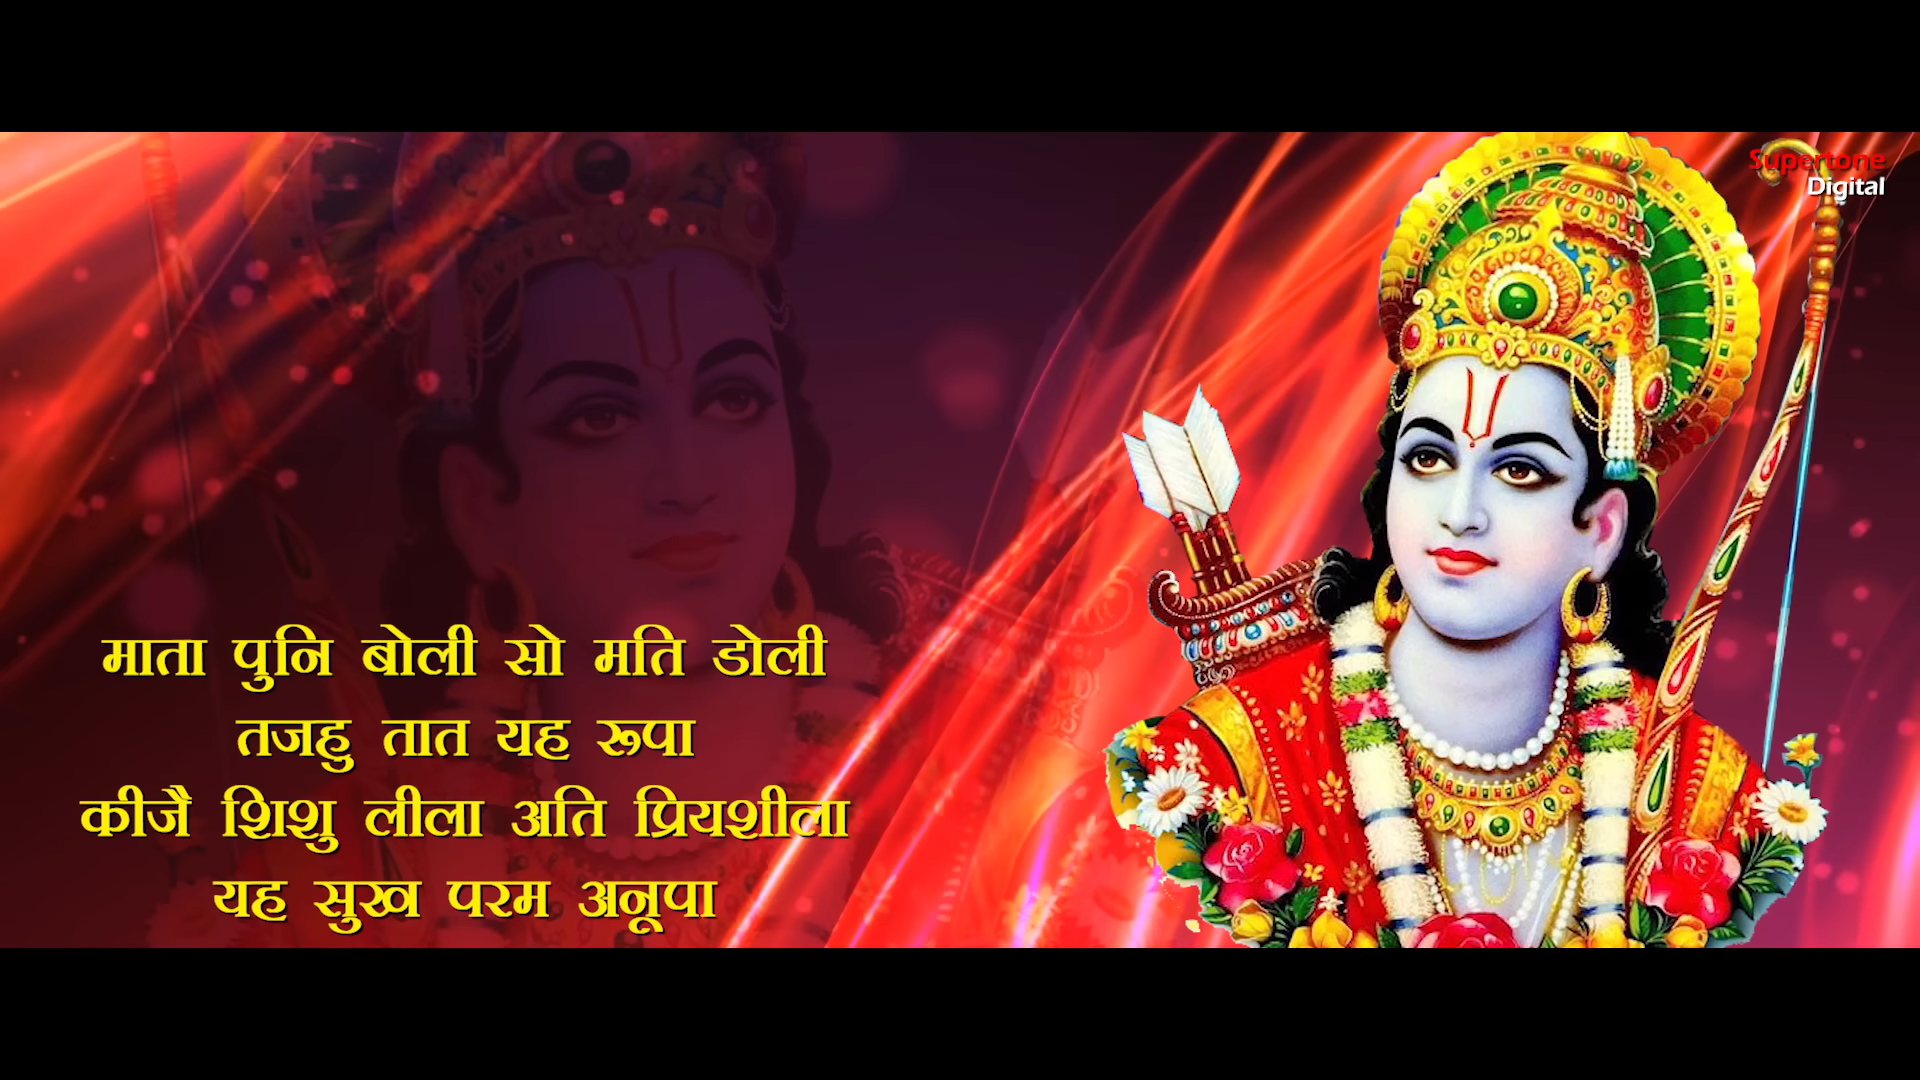 Supertone
Digital
माता पुनि बोली सो मति डोली
तजहु तात यह रूपा
कीजै शिशु लीला अति प्रियशीला
यह सुख परम अनूपा